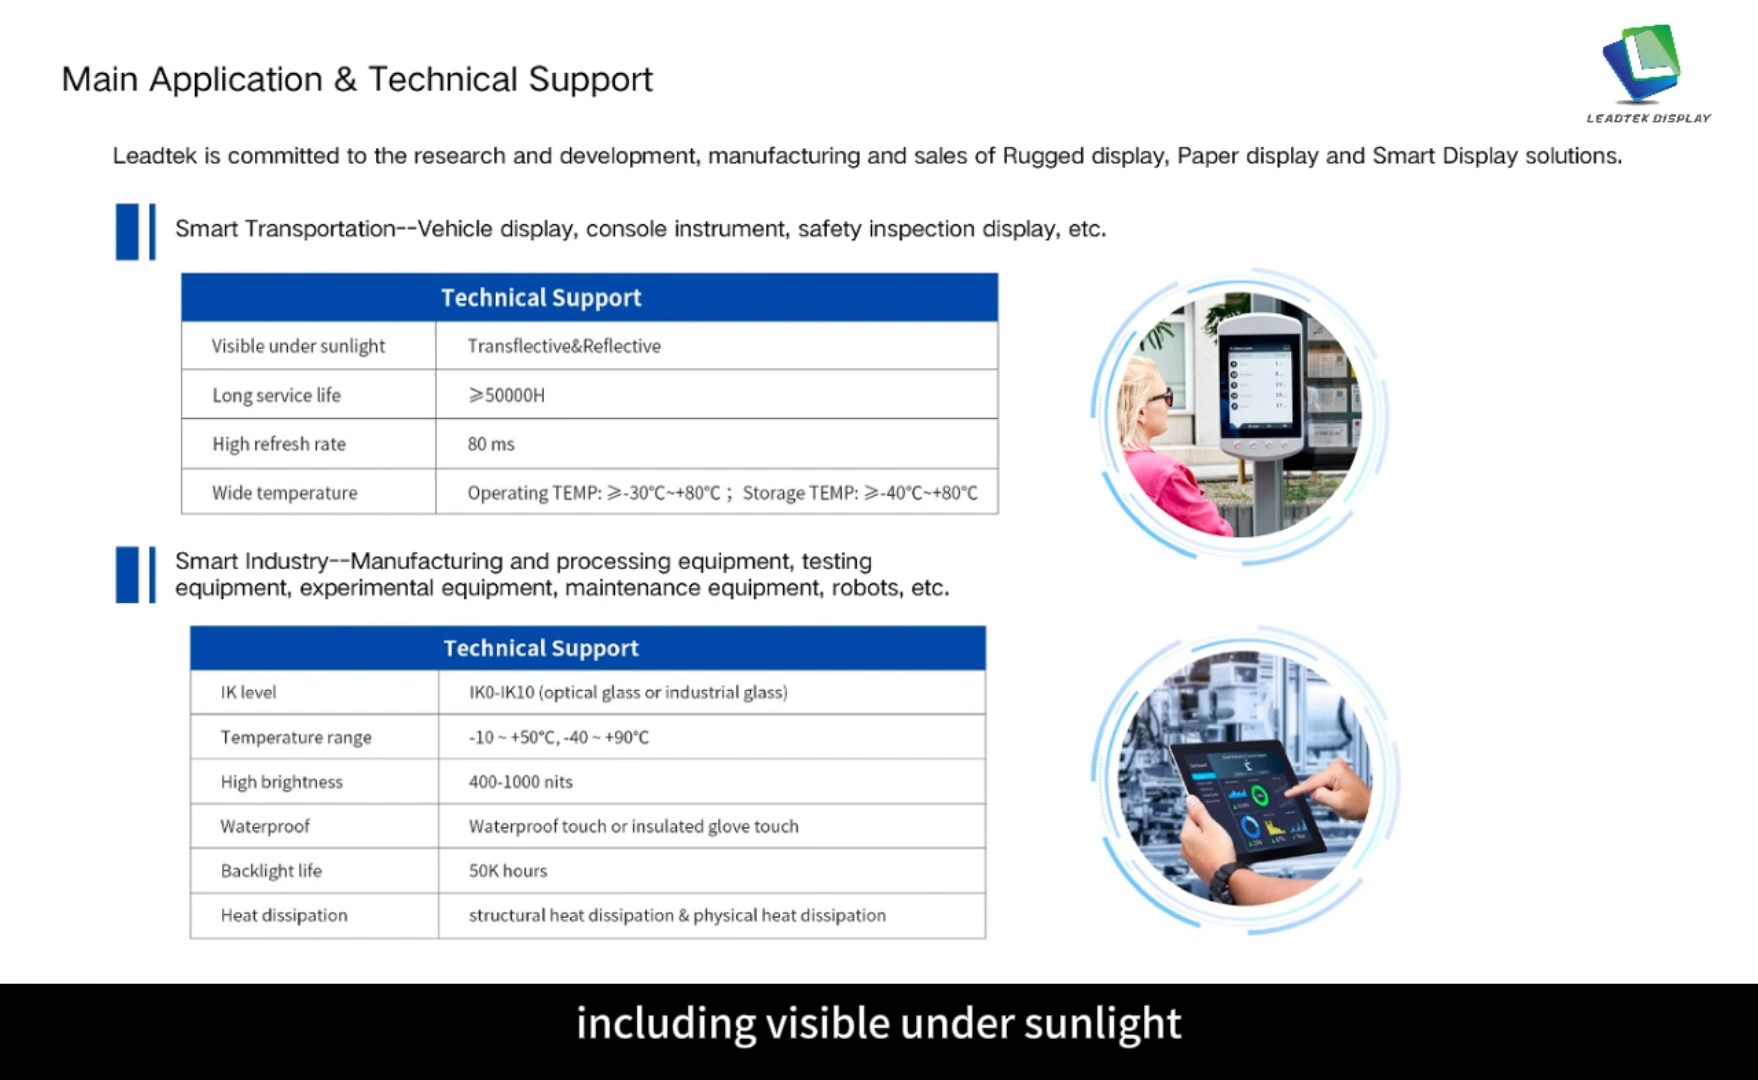 LEADTEK DISPLAY
Main Application & Technical Support
Leadtek is committed to the research and development, manufacturing and sales of Rugged display, Paper display and Smart Display solutions.
Smart Transportation--Vehicle display, console instrument, safety inspection display, etc.
Technical Support
Visible under sunlight Transflective&Reflective
Long service life ⩾50000H
High refresh rate 80 ms
Wide temperature Operating TEMP: ⩾-30°C~+80°C ; Storage TEMP: ⩾-40°C~+80°C
Smart Industry--Manufacturing and processing equipment, testing
equipment, experimental equipment, maintenance equipment, robots, etc.
Technical Support
IK level IK0-IK10 (optical glass or industrial glass)
Temperature range -10 ~ +50°C, -40 ~ +90°C
High brightness 400-1000 nits
Waterproof Waterproof touch or insulated glove touch
Backlight life 50K hours
Heat dissipation structural heat dissipation & physical heat dissipation
including visible under sunlight